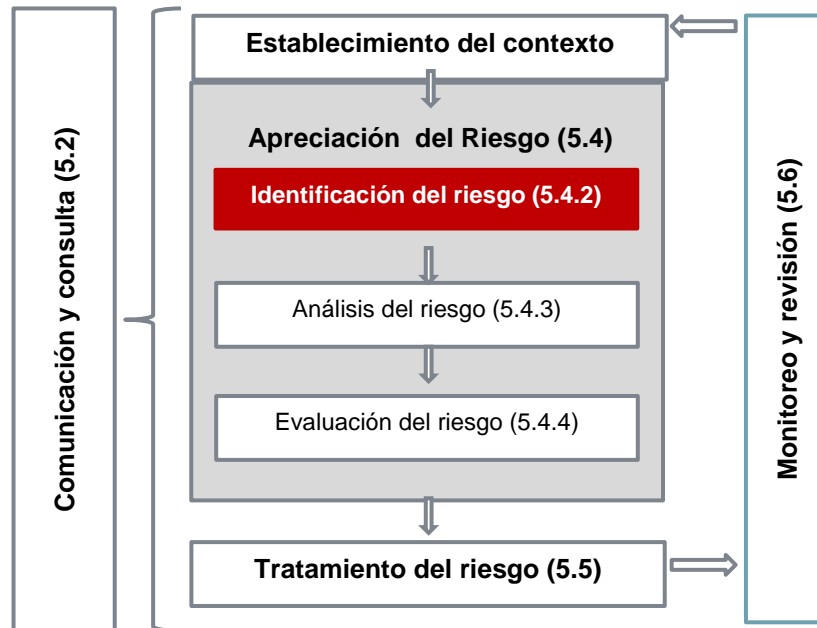 Comunicación y consulta (5.2)
Establecimiento del contexto
Apreciación del Riesgo (5.4)
Identificación del riesgo (5.4.2)
Análisis del riesgo (5.4.3)
Evaluación del riesgo (5.4.4)
Tratamiento del riesgo (5.5)
Monitoreo y revisión (5.6)